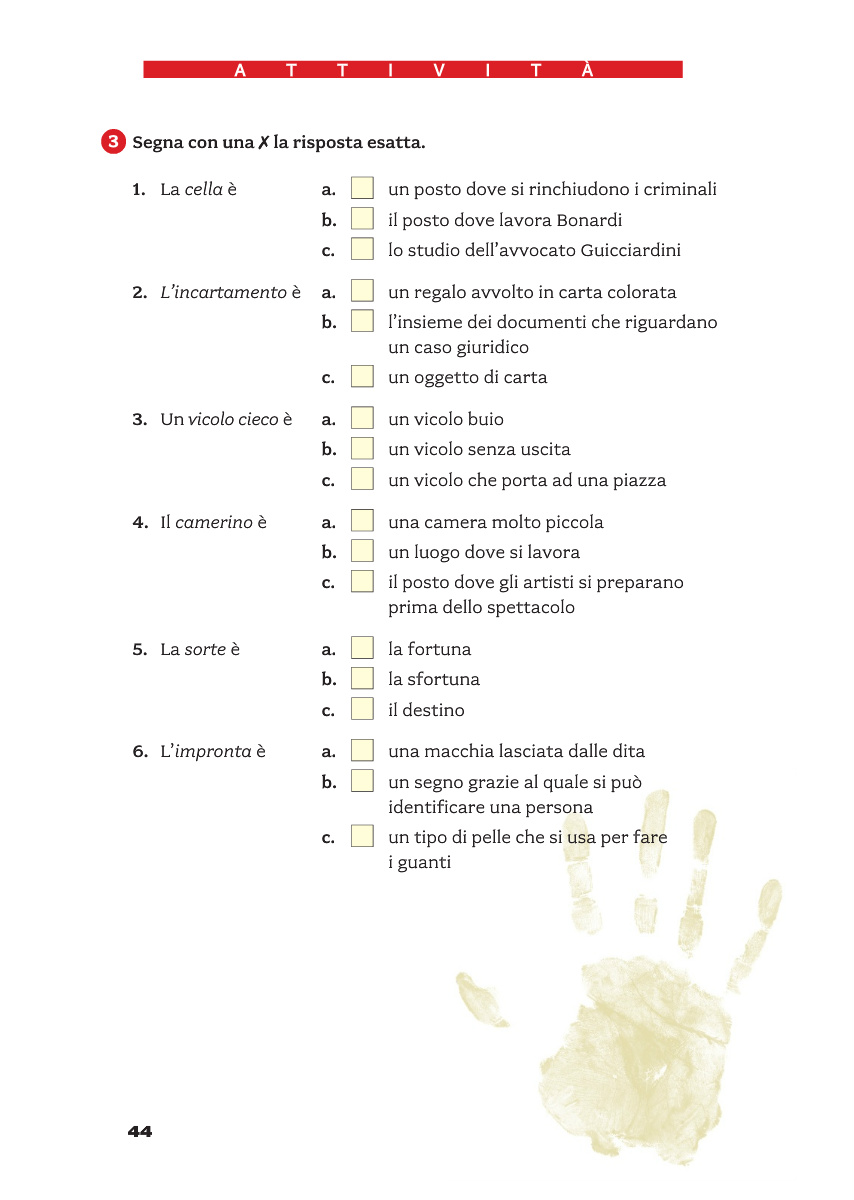 ATTIVITÀ
3 Segna con una ✗ la risposta esatta.
1. La cella è a. un posto dove si rinchiudono i criminali
b. il posto dove lavora Bonardi
c. lo studio dell’avvocato Guicciardini
2. L’incartamento è a. un regalo avvolto in carta colorata
b. l’insieme dei documenti che riguardano
un caso giuridico
c. un oggetto di carta
3. Un vicolo cieco è a. un vicolo buio
b. un vicolo senza uscita
c. un vicolo che porta ad una piazza
4. Il camerino è a. una camera molto piccola
b. un luogo dove si lavora
c. il posto dove gli artisti si preparano
prima dello spettacolo
5. La sorte è a. la fortuna
b. la sfortuna
c. il destino
6. L’impronta è a. una macchia lasciata dalle dita
b. un segno grazie al quale si può
identificare una persona
c. un tipo di pelle che si usa per fare
i guanti
44